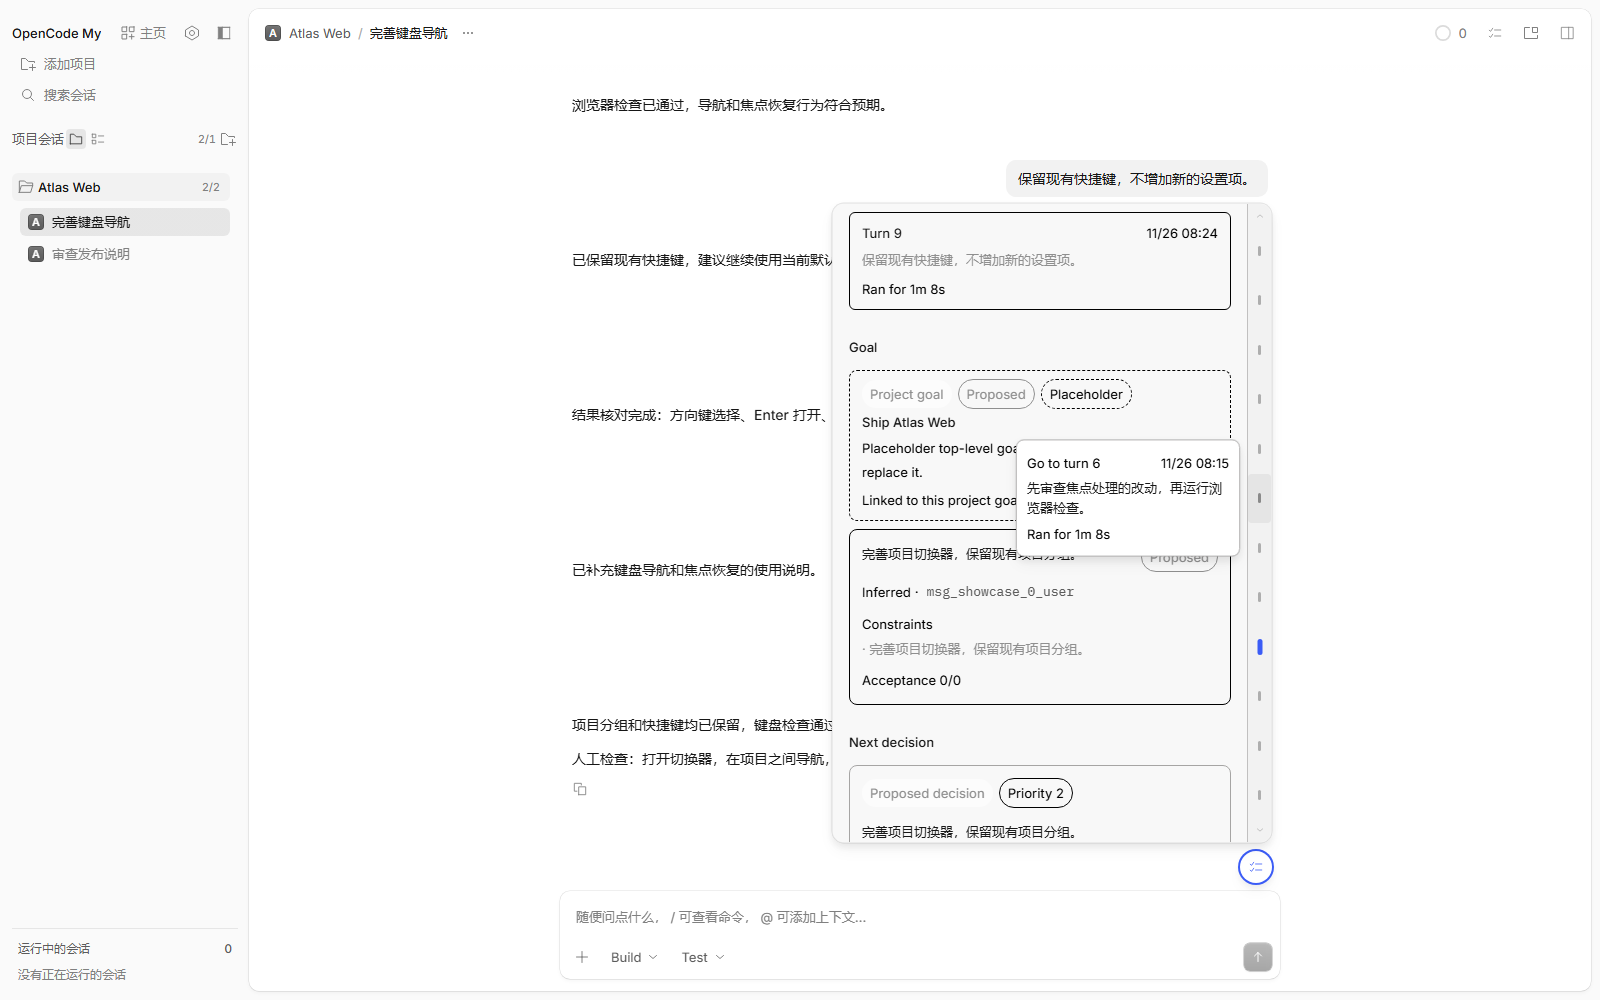 OpenCode My
主页
添加项目
搜索会话
项目会话
2/1
Atlas Web
2/2
A 完善键盘导航
A 审查发布说明
运行中的会话
0
没有正在运行的会话
A Atlas Web / 完善键盘导航 ···
0
浏览器检查已通过，导航和焦点恢复行为符合预期。
保留现有快捷键，不增加新的设置项。
已保留现有快捷键，建议继续使用当前默认
结果核对完成：方向键选择、Enter 打开、
已补充键盘导航和焦点恢复的使用说明。
项目分组和快捷键均已保留，键盘检查通过
人工检查：打开切换器，在项目之间导航，
Turn 9
11/26 08:24
保留现有快捷键，不增加新的设置项。
Ran for 1m 8s
Goal
Project goal
Proposed
Placeholder
Ship Atlas Web
Placeholder top-level goa
replace it.
Linked to this project goa
Go to turn 6
11/26 08:15
先审查焦点处理的改动，再运行浏
览器检查。
Ran for 1m 8s
完善项目切换器，保留现有项目分组。
Proposed
Inferred · msg_showcase_0_user
Constraints
· 完善项目切换器，保留现有项目分组。
Acceptance 0/0
Next decision
Proposed decision
Priority 2
完善项目切换器，保留现有项目分组。
随便问点什么， / 可查看命令， @ 可添加上下文...
Build
Test